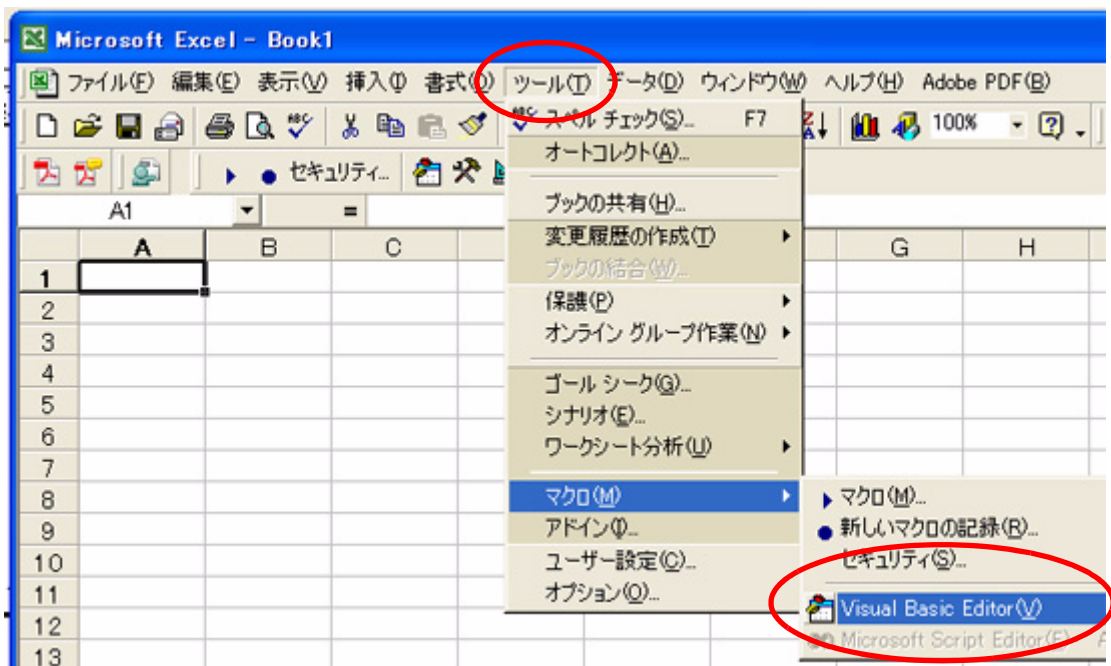 Microsoft Excel - Book1
ファイル(F) 編集(E) 表示(V) 挿入(I) 書式(O) ツール(T) データ(D) ウィンドウ(W) ヘルプ(H) Adobe PDF(B)
100%
セキュリティ...
A1 =
A B C G H
1
2
3
4
5
6
7
8
9
10
11
12
13
スペル チェック(S)... F7
オートコレクト(A)...
ブックの共有(H)...
変更履歴の作成(T)
ブックの結合(W)...
保護(P)
オンライン グループ作業(N)
ゴール シーク(G)...
シナリオ(E)...
ワークシート分析(U)
マクロ(M)
アドイン(I)...
ユーザー設定(C)...
オプション(O)...
マクロ(M)...
新しいマクロの記録(R)...
セキュリティ(S)...
Visual Basic Editor(V)
Microsoft Script Editor(E)